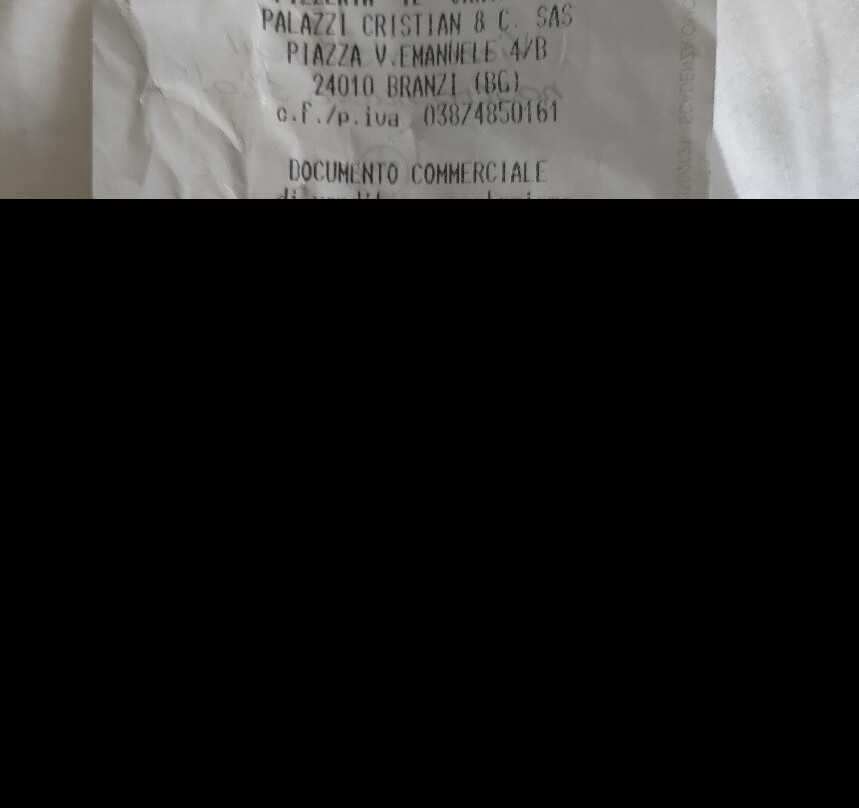 PALAZZI CRISTIAN & C. SAS
PIAZZA V.EMANUELE 4/B
24010 BRANZI (BG)
c.f./p.iva 03874850161
DOCUMENTO COMMERCIALE